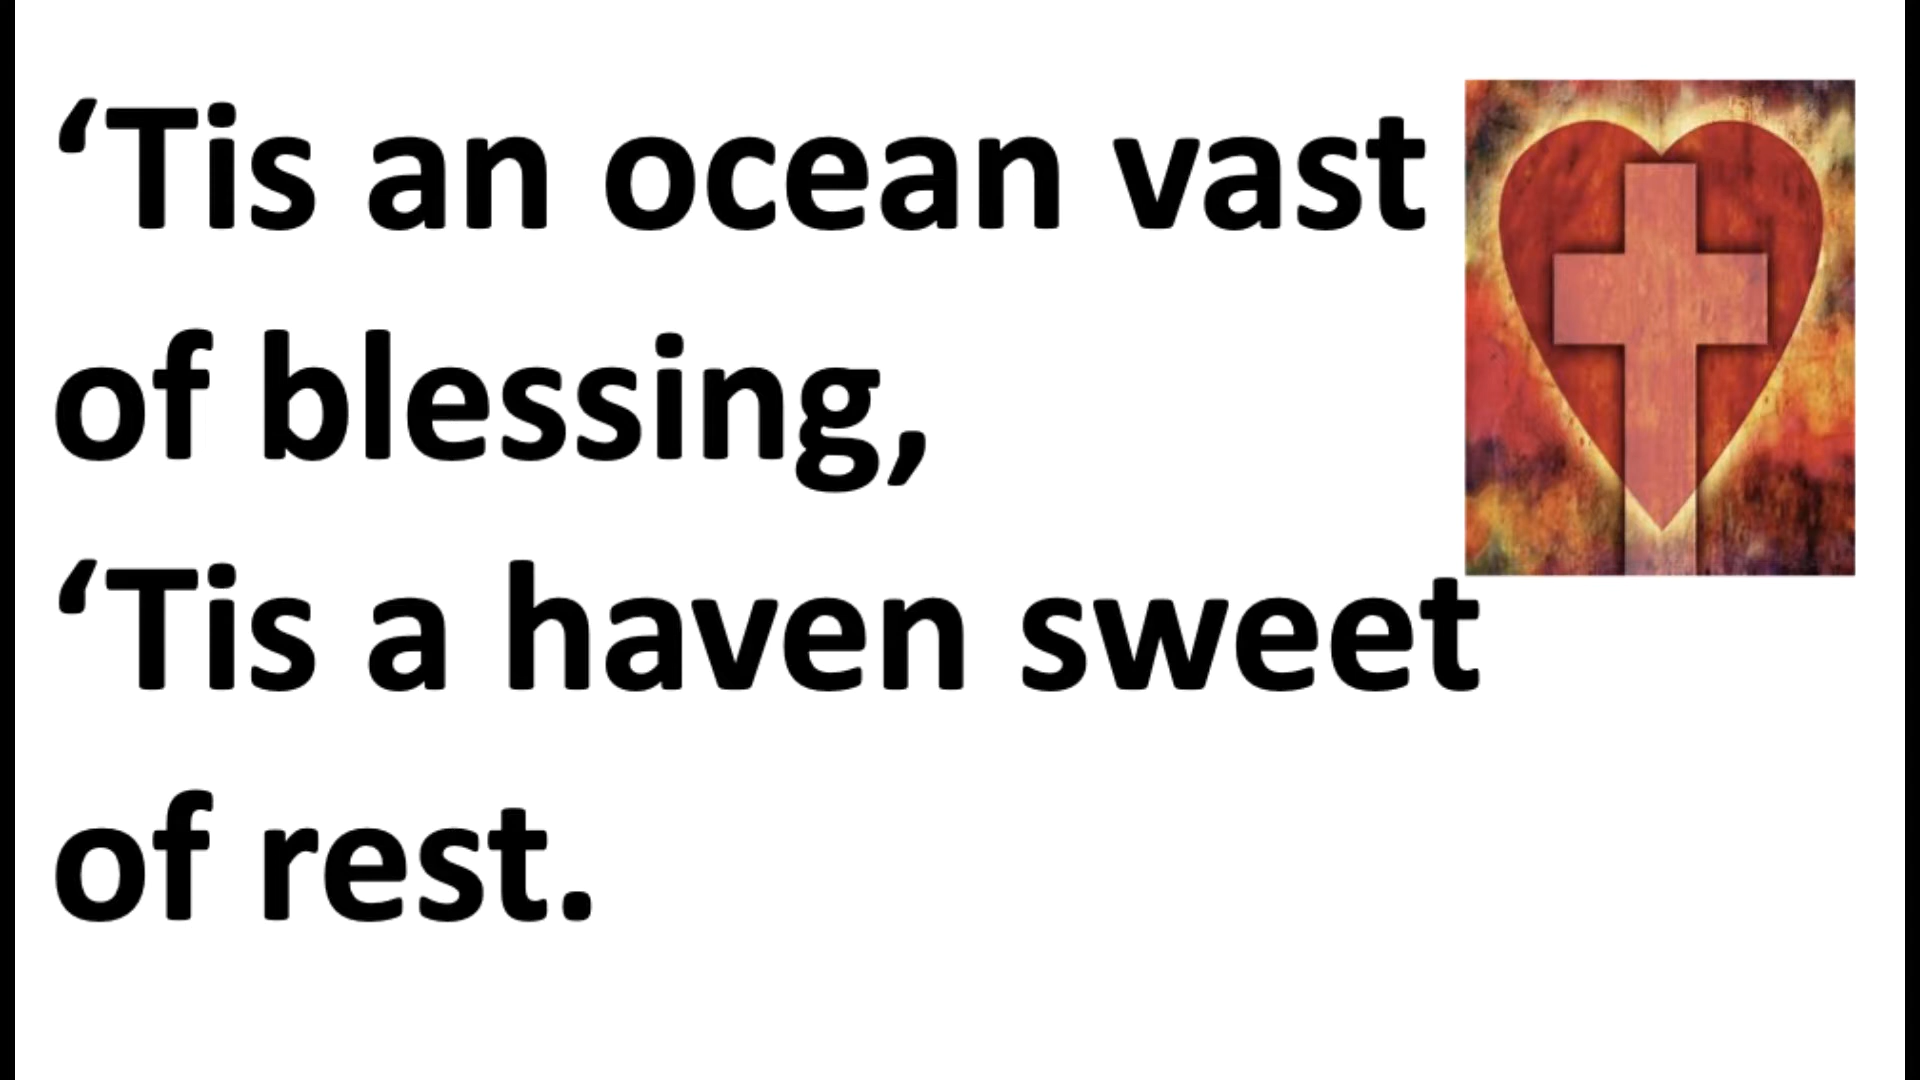 ‘Tis an ocean vast
of blessing,
‘Tis a haven sweet
of rest.